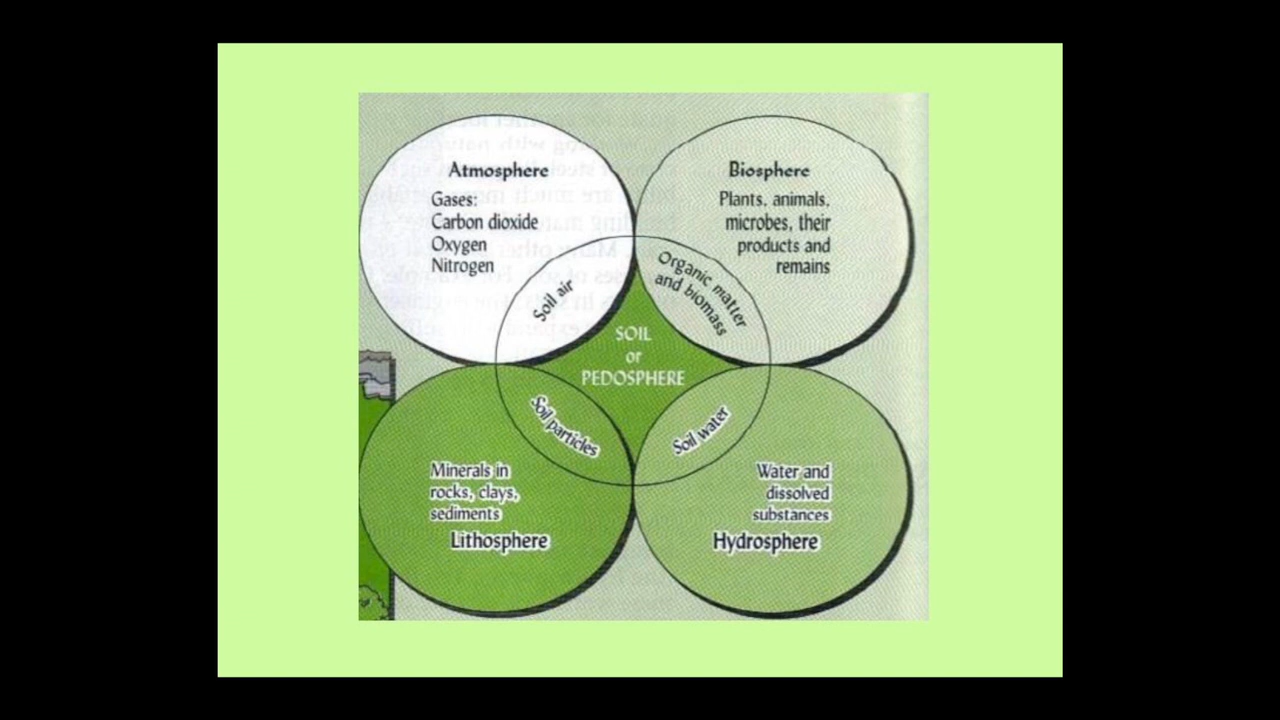 Atmosphere
Gases:
Carbon dioxide
Oxygen
Nitrogen
Soil air
Biosphere
Plants, animals,
microbes, their
products and
remains
Organic matter
and biomass
SOIL
or
PEDOSPHERE
Soil particles
Soil water
Minerals in
rocks, clays,
sediments
Lithosphere
Water and
dissolved
substances
Hydrosphere